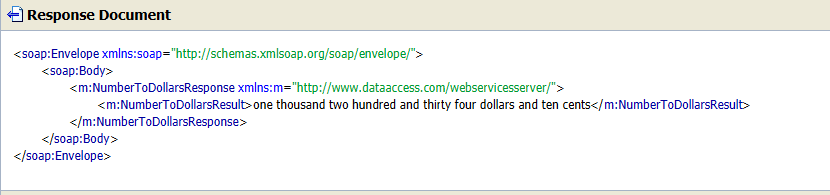 Response Document
<soap:Envelope xmlns:soap="http://schemas.xmlsoap.org/soap/envelope/">
<soap:Body>
<m:NumberToDollarsResponse xmlns:m="http://www.dataaccess.com/webservicesserver/">
<m:NumberToDollarsResult>one thousand two hundred and thirty four dollars and ten cents</m:NumberToDollarsResult>
</m:NumberToDollarsResponse>
</soap:Body>
</soap:Envelope>